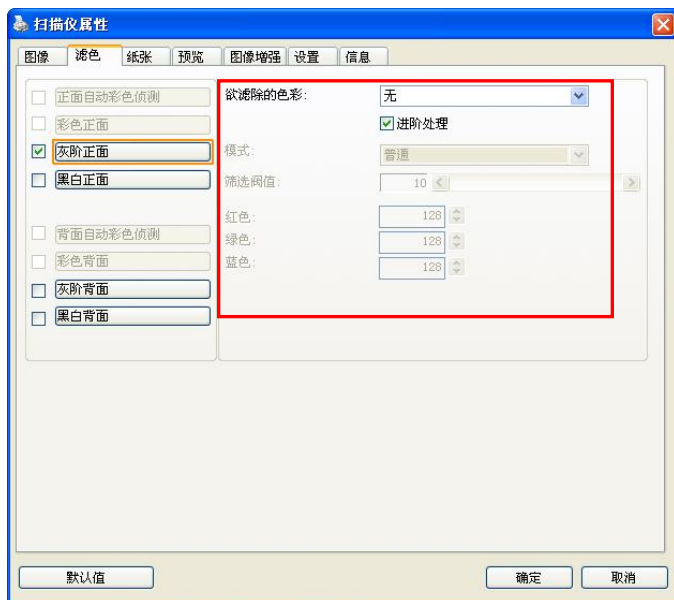 扫描仪属性
图像 滤色 纸张 预览 图像增强 设置 信息
正面自动彩色侦测
彩色正面
灰阶正面
黑白正面
背面自动彩色侦测
彩色背面
灰阶背面
黑白背面
欲滤除的色彩: 无
进阶处理
模式: 普通
筛选阀值: 10
红色: 128
绿色: 128
蓝色: 128
默认值 确定 取消